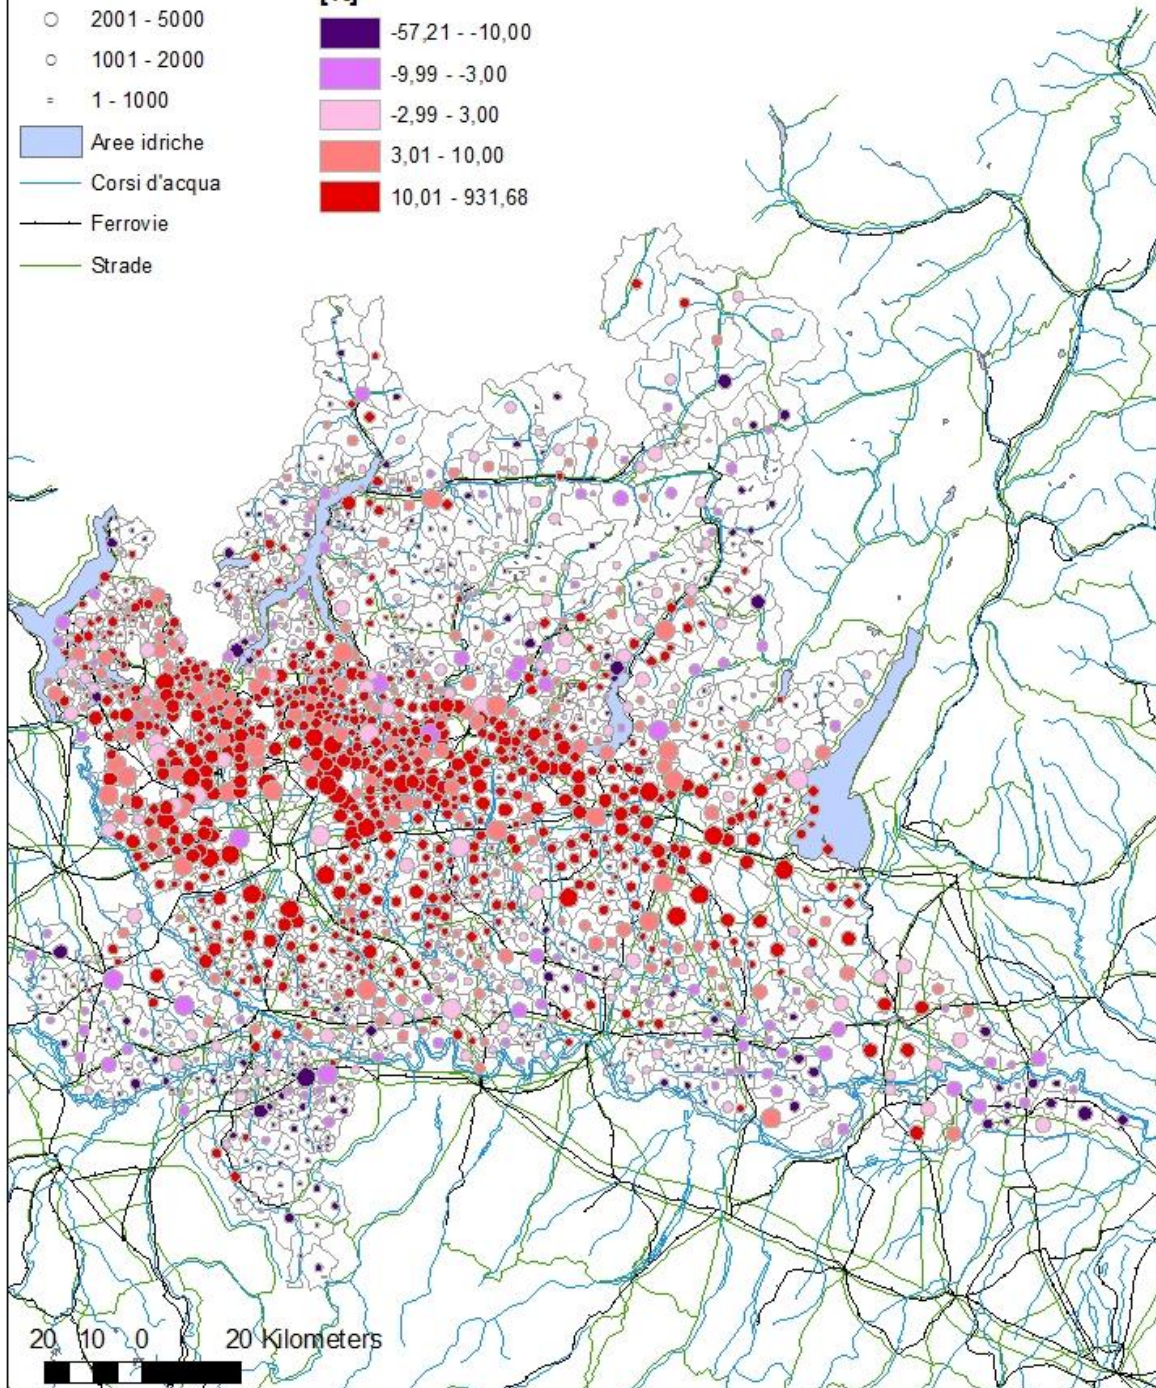 [%]
2001 - 5000
1001 - 2000
1 - 1000
Aree idriche
Corsi d'acqua
Ferrovie
Strade
-57,21 - -10,00
-9,99 - -3,00
-2,99 - 3,00
3,01 - 10,00
10,01 - 931,68
20 10 0 20 Kilometers